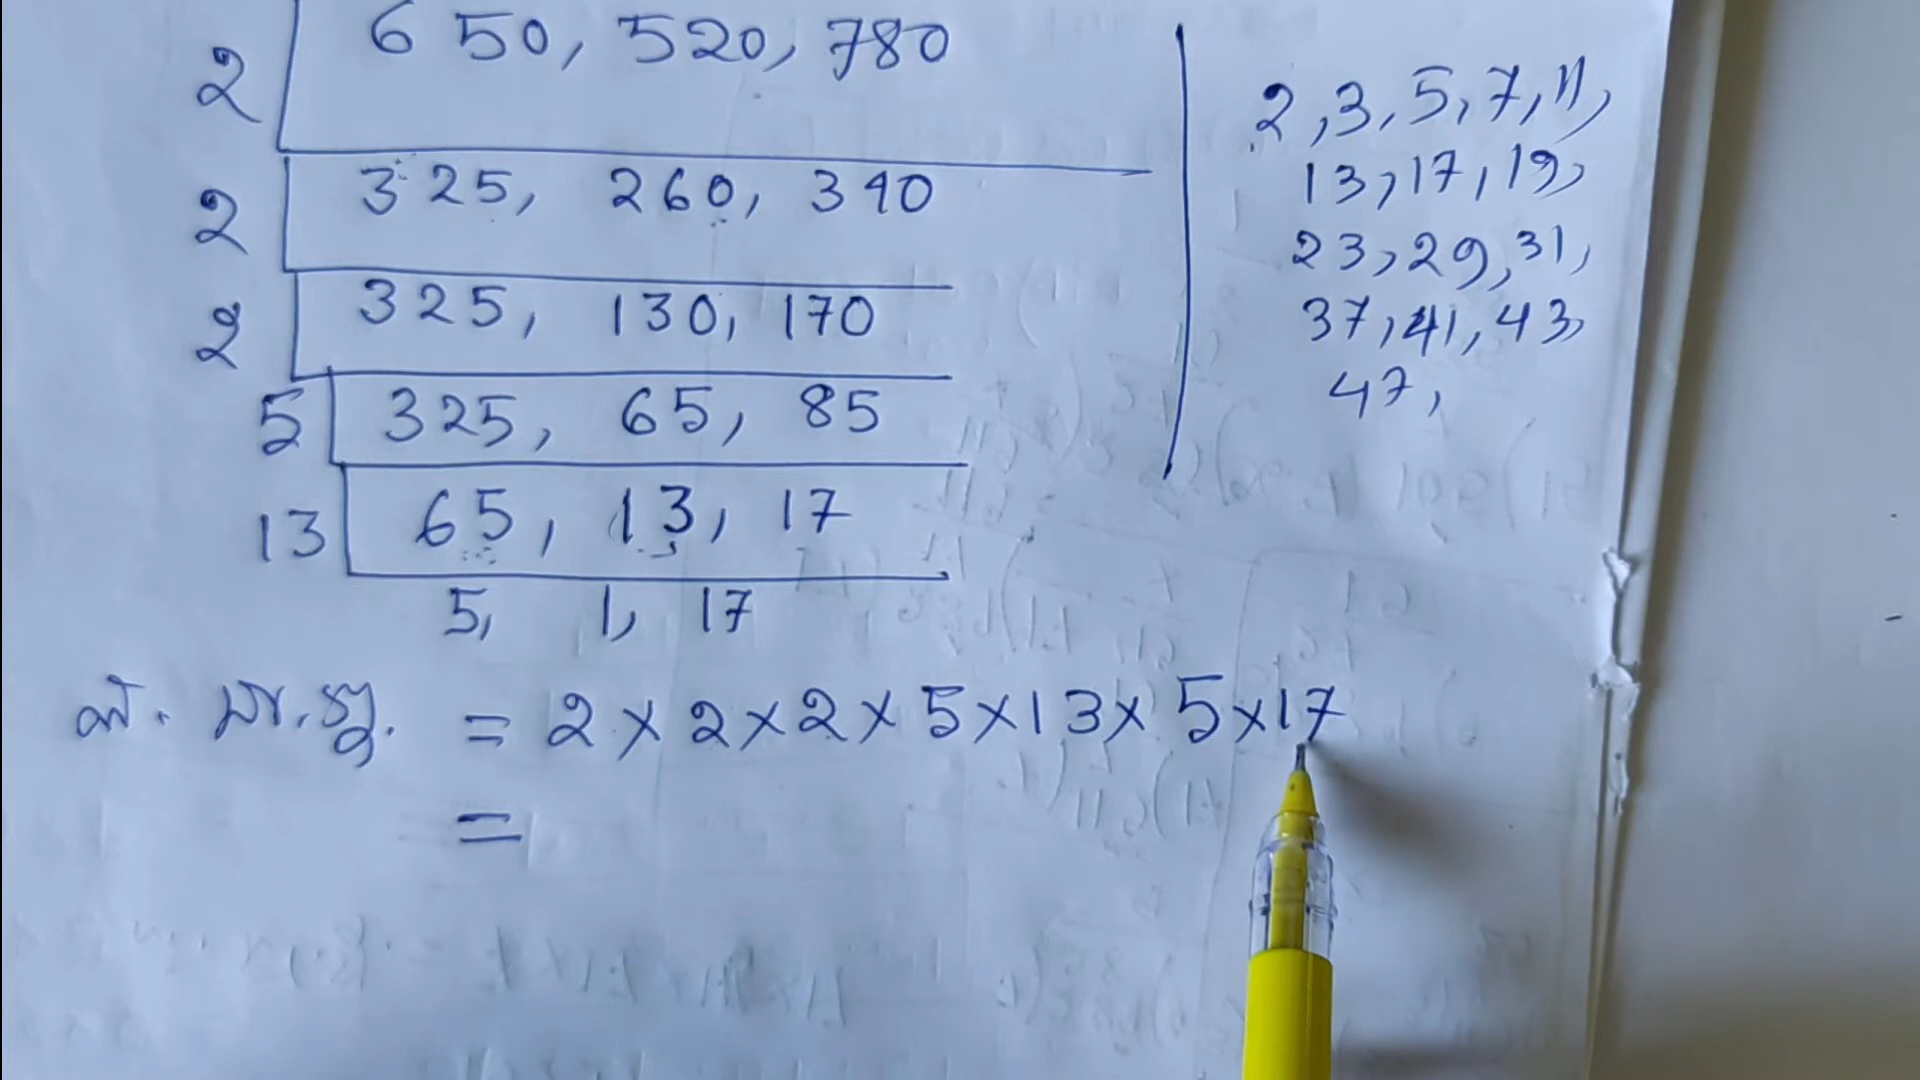 2 650, 520, 780
2 325, 260, 390
2 325, 130, 170
5 325, 65, 85
13 65, 13, 17
5, 1, 17
= 2 × 2 × 2 × 5 × 13 × 5 × 17
=
2, 3, 5, 7, 11,
13, 17, 19,
23, 29, 31,
37, 41, 43,
47,